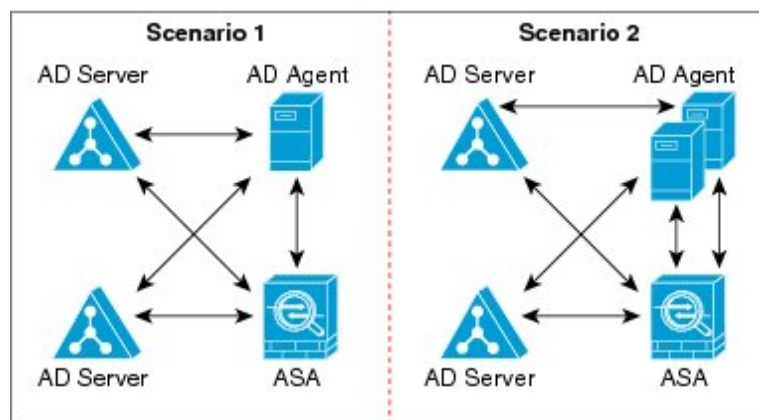 Scenario 1
AD Server
AD Agent
AD Server
ASA
Scenario 2
AD Server
AD Agent
AD Server
ASA